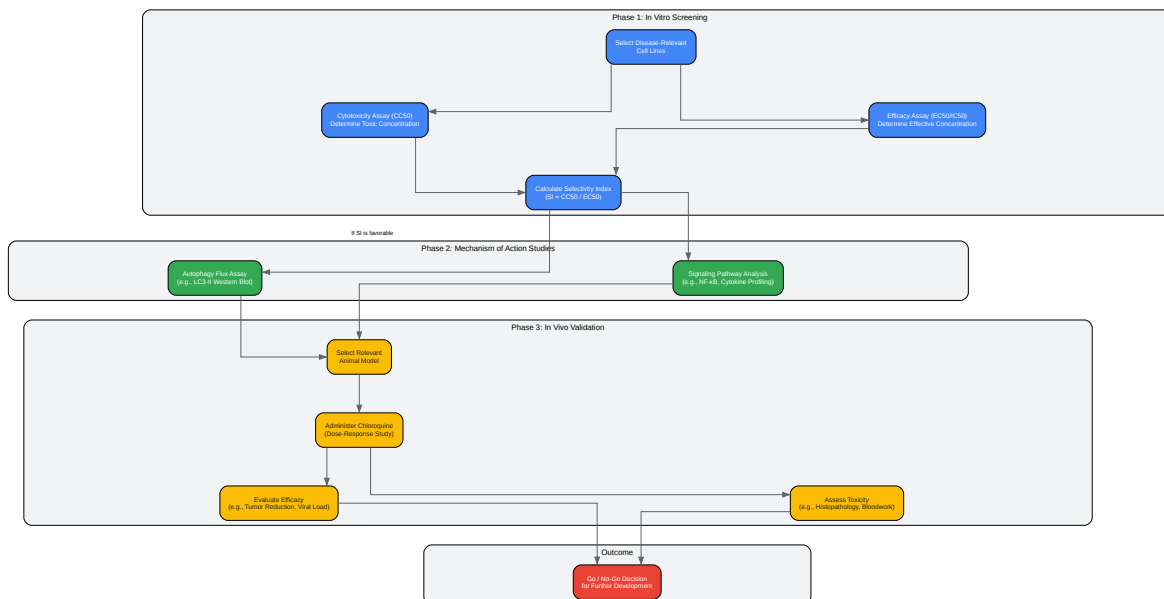 Phase 1: In Vitro Screening
Select Disease-Relevant
Cell Lines
Cytotoxicity Assay (CC50)
Determine Toxic Concentration
Efficacy Assay (EC50/IC50)
Determine Effective Concentration
Calculate Selectivity Index
(SI = CC50 / EC50)
If SI is favorable
Phase 2: Mechanism of Action Studies
Autophagy Flux Assay
(e.g., LC3-II Western Blot)
Signaling Pathway Analysis
(e.g., NF-κB, Cytokine Profiling)
Phase 3: In Vivo Validation
Select Relevant
Animal Model
Administer Chloroquine
(Dose-Response Study)
Evaluate Efficacy
(e.g., Tumor Reduction, Viral Load)
Assess Toxicity
(e.g., Histopathology, Bloodwork)
Outcome
Go / No-Go Decision
for Further Development